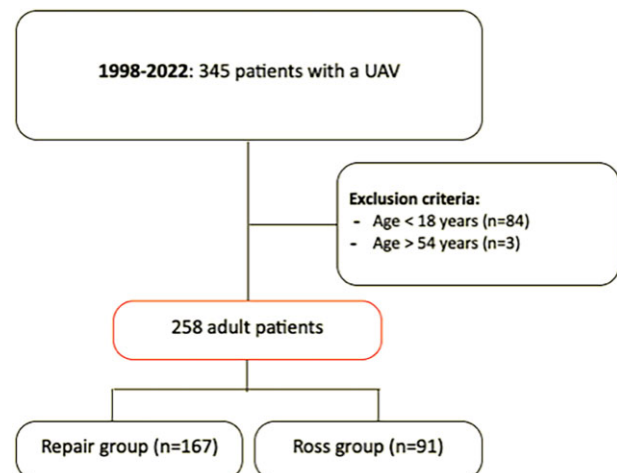 1998-2022: 345 patients with a UAV
Exclusion criteria:
- Age < 18 years (n=84)
- Age > 54 years (n=3)
258 adult patients
Repair group (n=167)
Ross group (n=91)